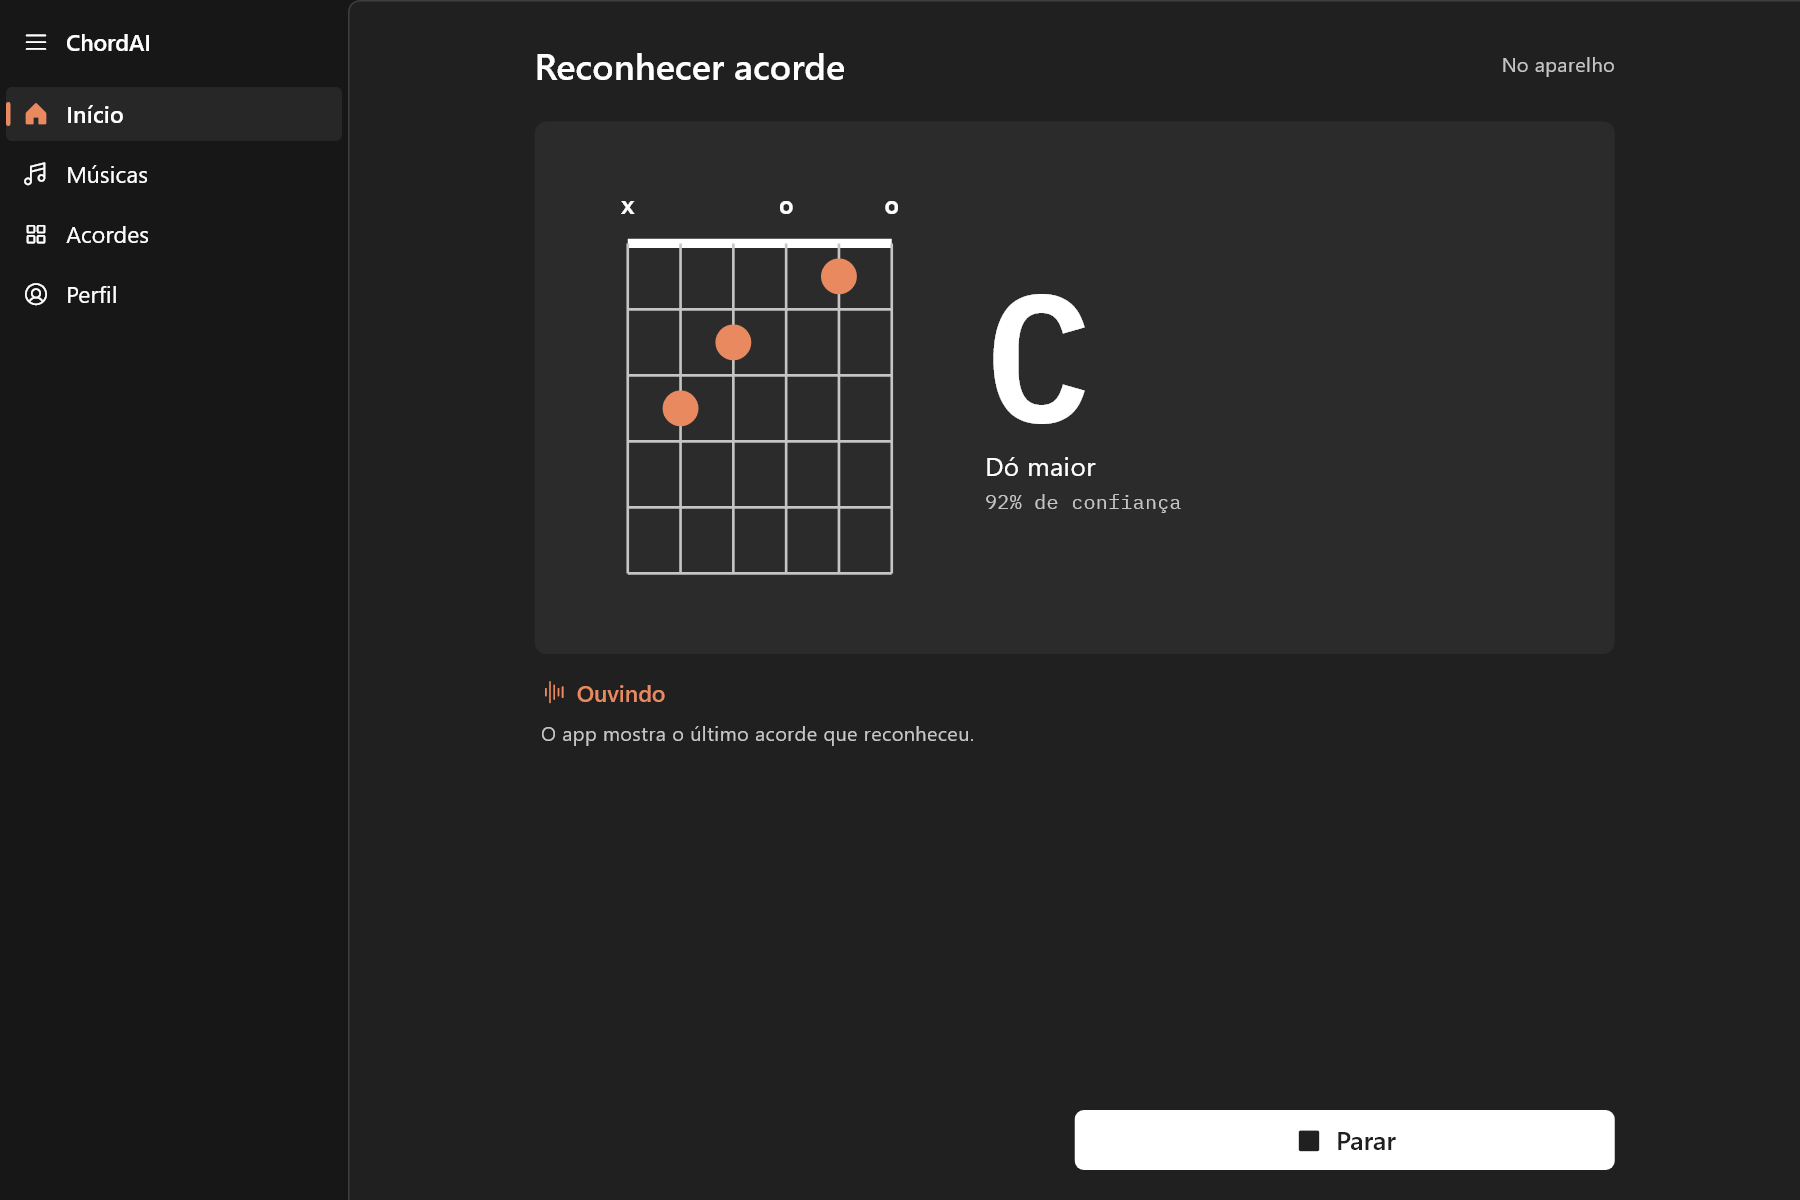 ChordAI
Início
Músicas
Acordes
Perfil
Reconhecer acorde
No aparelho
x o o
C
Dó maior
92% de confiança
Ouvindo
O app mostra o último acorde que reconheceu.
Parar